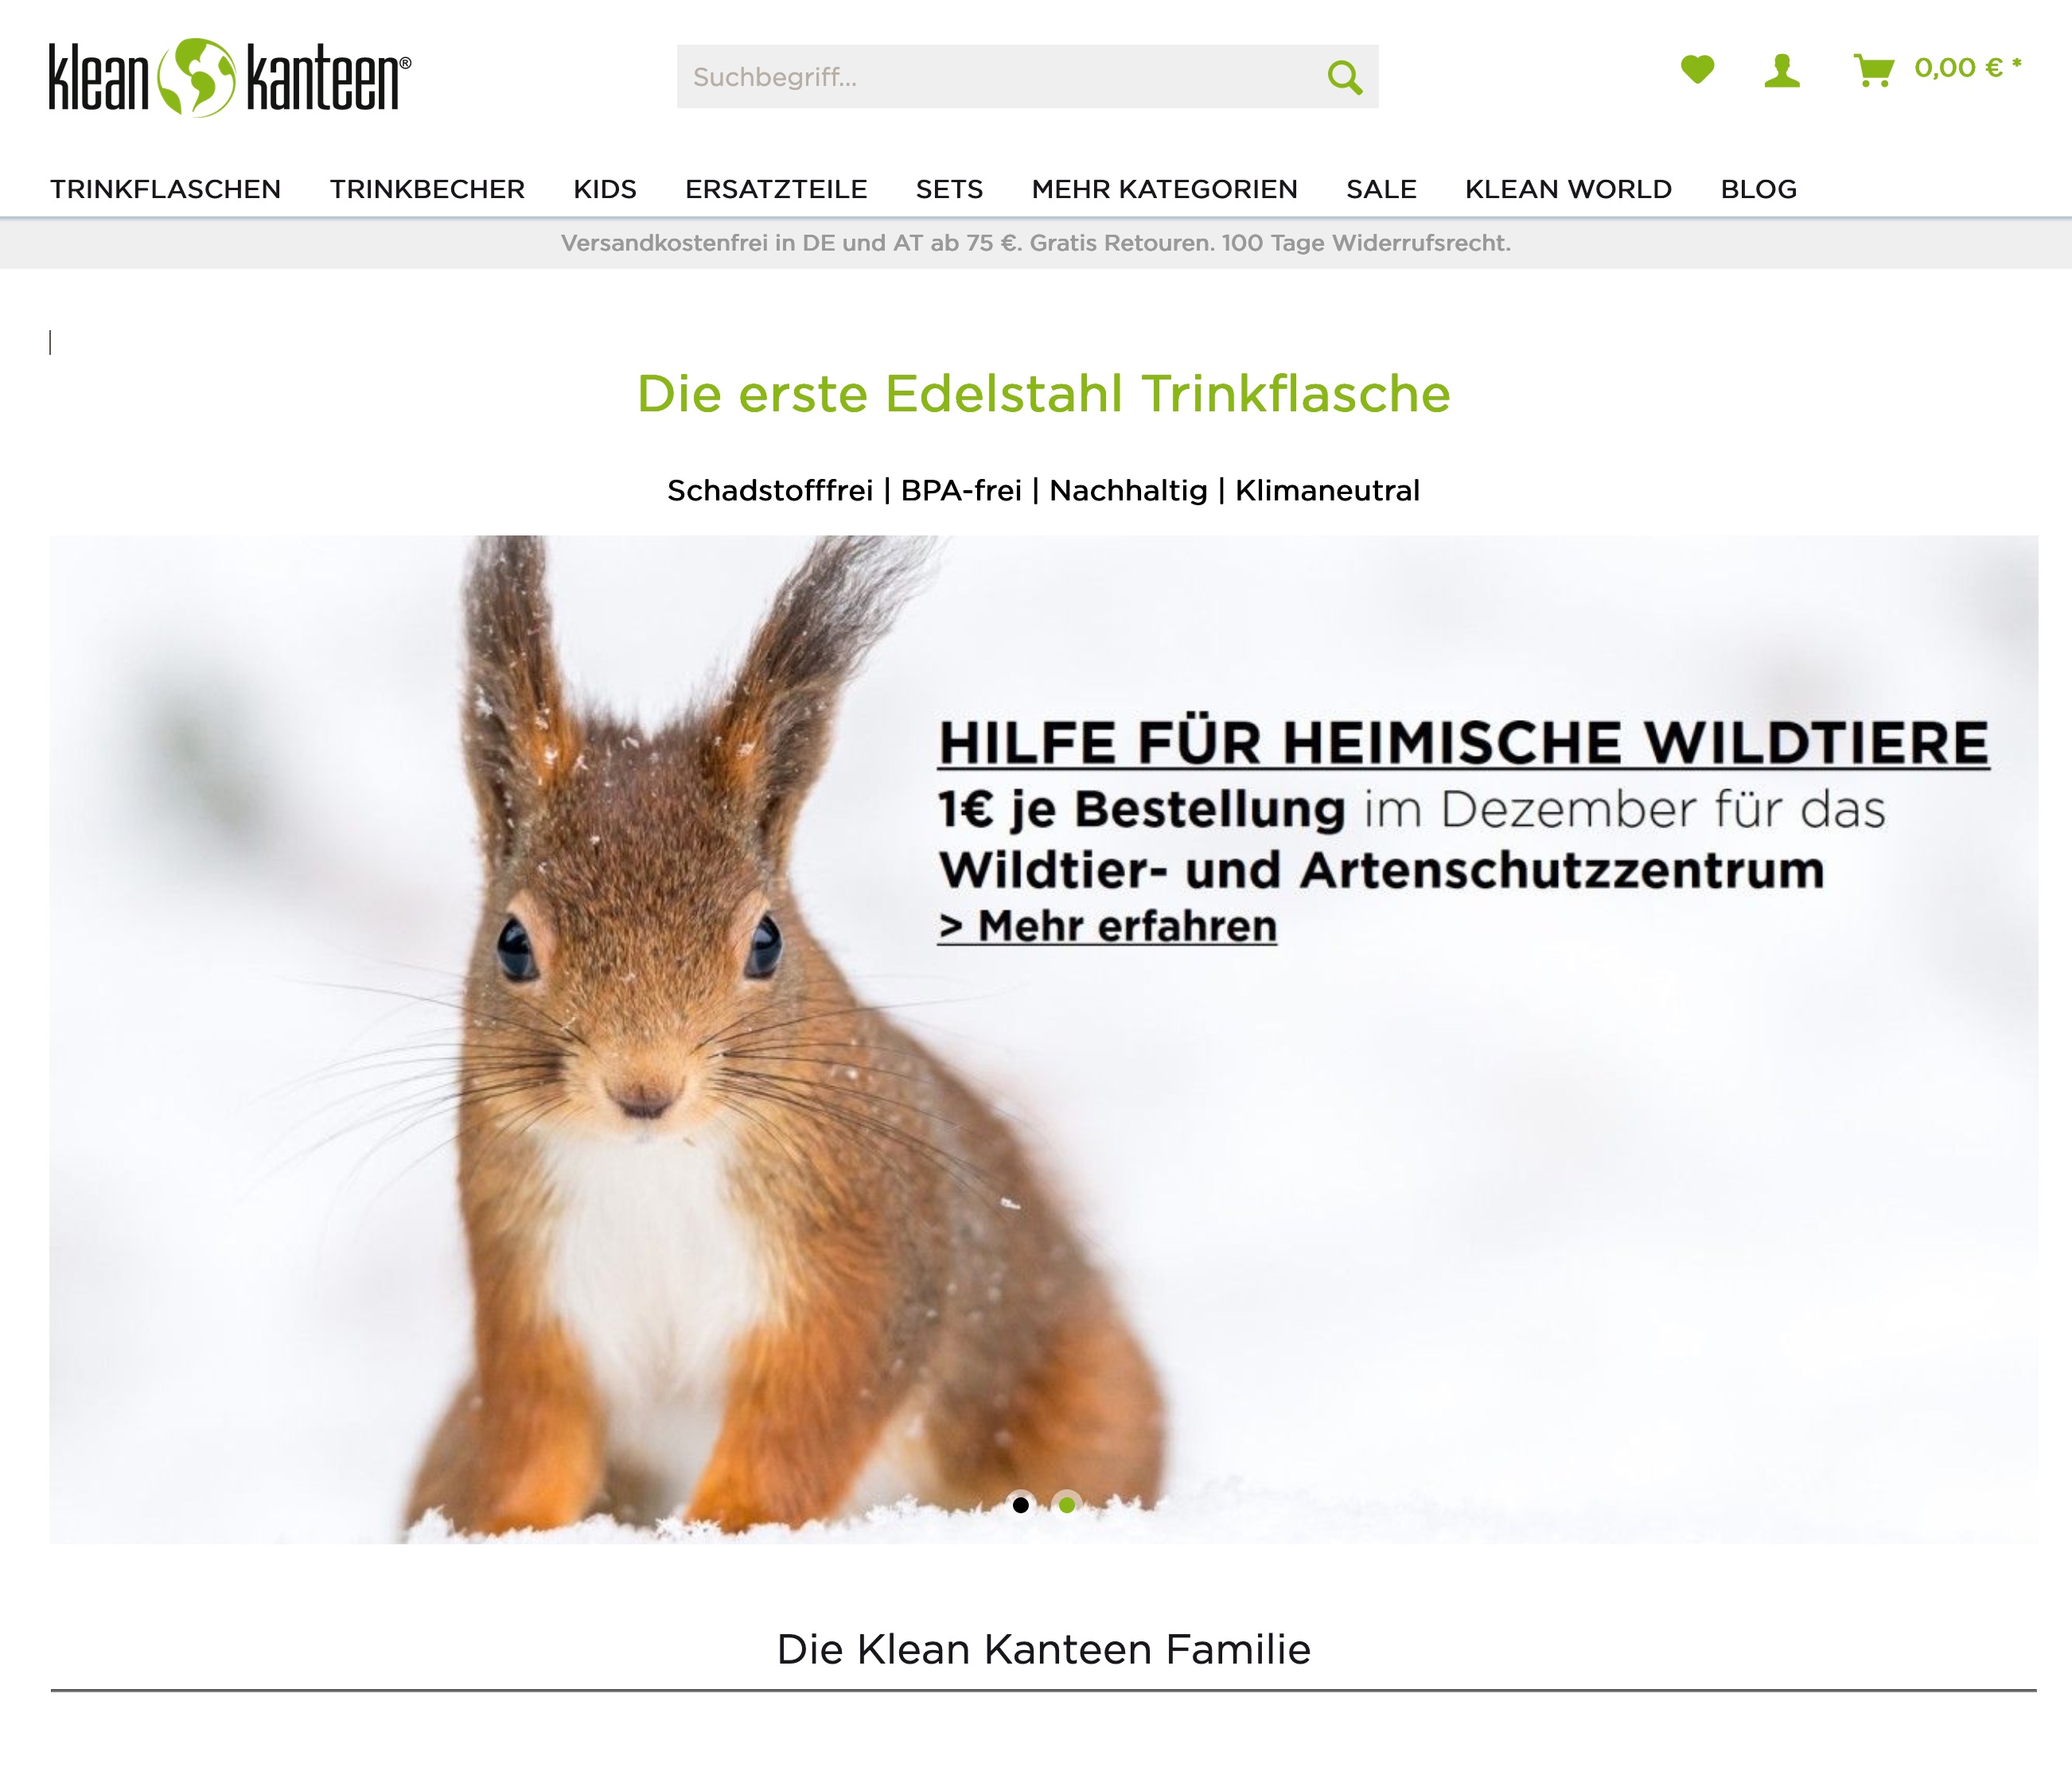 klean kanteen®
Suchbegriff...
0,00 € *
TRINKFLASCHEN TRINKBECHER KIDS ERSATZTEILE SETS MEHR KATEGORIEN SALE KLEAN WORLD BLOG
Versandkostenfrei in DE und AT ab 75 €. Gratis Retouren. 100 Tage Widerrufsrecht.
Die erste Edelstahl Trinkflasche
Schadstofffrei | BPA-frei | Nachhaltig | Klimaneutral
HILFE FÜR HEIMISCHE WILDTIERE
1€ je Bestellung im Dezember für das
Wildtier- und Artenschutzzentrum
> Mehr erfahren
Die Klean Kanteen Familie